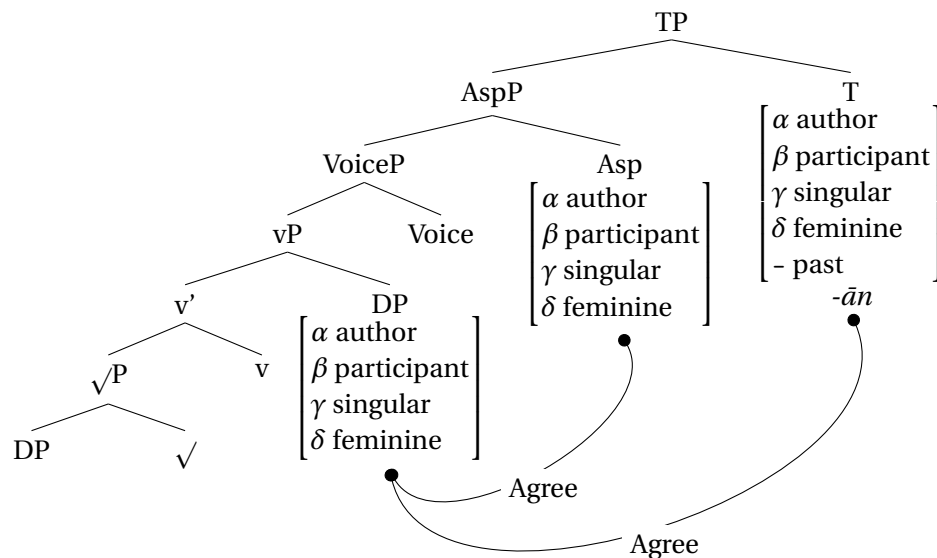 TP
AspP T
α author
β participant
γ singular
δ feminine
– past
-ān
VoiceP Asp
α author
β participant
γ singular
δ feminine
vP Voice
v’ DP
α author
β participant
γ singular
δ feminine
√P v
DP √
Agree
Agree